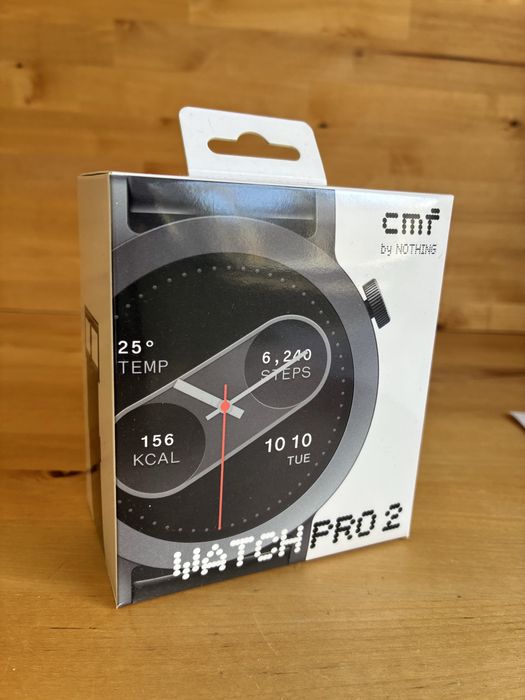 cmf
by NOTHING
25°
TEMP
6,240
STEPS
156
KCAL
10 10
TUE
WATCH PRO 2